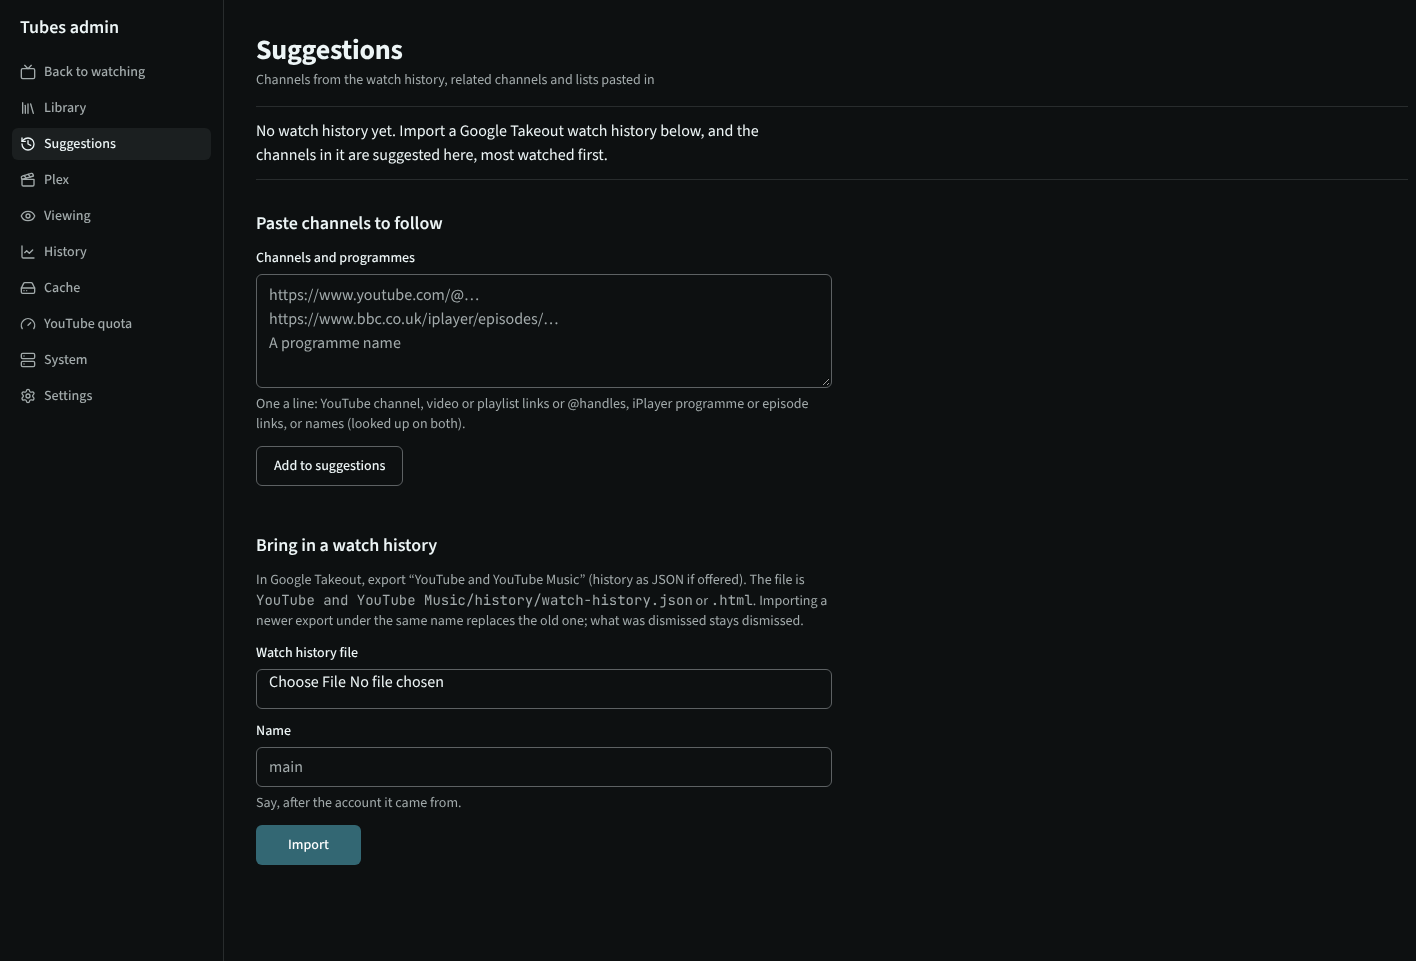 Tubes admin
Back to watching
Library
Suggestions
Plex
Viewing
History
Cache
YouTube quota
System
Settings
Suggestions
Channels from the watch history, related channels and lists pasted in
No watch history yet. Import a Google Takeout watch history below, and the
channels in it are suggested here, most watched first.
Paste channels to follow
Channels and programmes
https://www.youtube.com/@…
https://www.bbc.co.uk/iplayer/episodes/…
A programme name
One a line: YouTube channel, video or playlist links or @handles, iPlayer programme or episode
links, or names (looked up on both).
Add to suggestions
Bring in a watch history
In Google Takeout, export “YouTube and YouTube Music” (history as JSON if offered). The file is
YouTube and YouTube Music/history/watch-history.json or .html. Importing a
newer export under the same name replaces the old one; what was dismissed stays dismissed.
Watch history file
Choose File No file chosen
Name
main
Say, after the account it came from.
Import